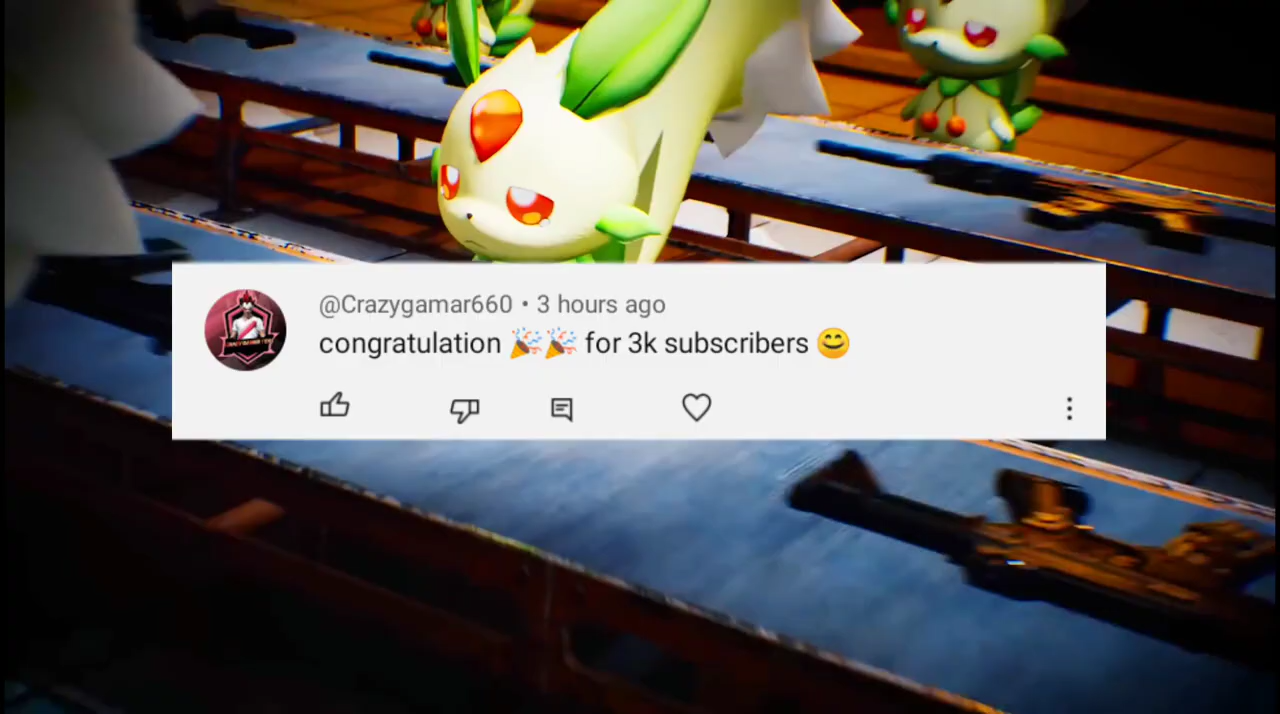 @Crazygamar660 • 3 hours ago
congratulation 🎉🎉 for 3k subscribers 😊